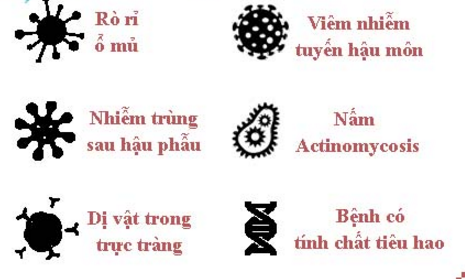 Rò rỉ
ổ mủ
Viêm nhiễm
tuyến hậu môn
Nhiễm trùng
sau hậu phẫu
Nấm
Actinomycosis
Dị vật trong
trực tràng
Bệnh có
tính chất tiêu hao